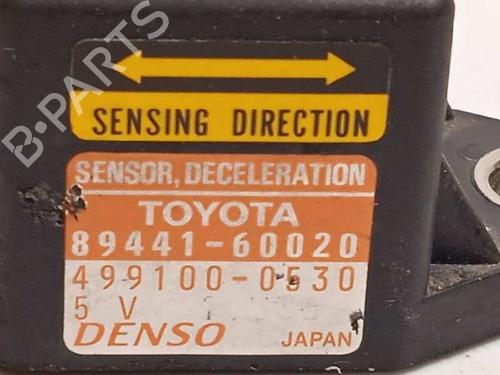 SENSING DIRECTION
SENSOR, DECELERATION
TOYOTA
89441-60020
499100-0530
5 V
DENSO JAPAN
B-PARTS